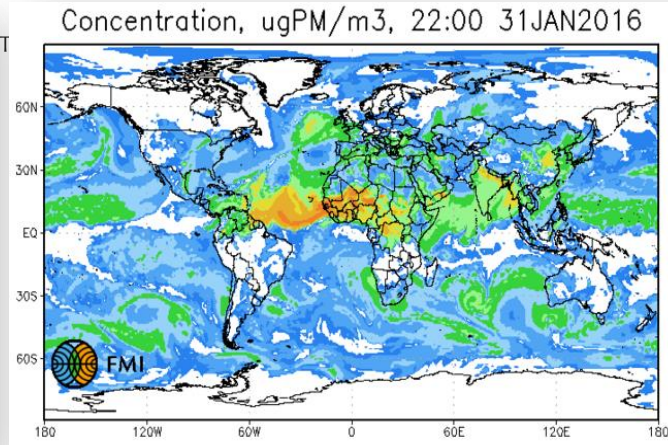 Concentration, ugPM/m3, 22:00 31JAN2016
T
60N
30N
EQ
30S
60S
FMI
180 120W 60W 0 60E 120E 180